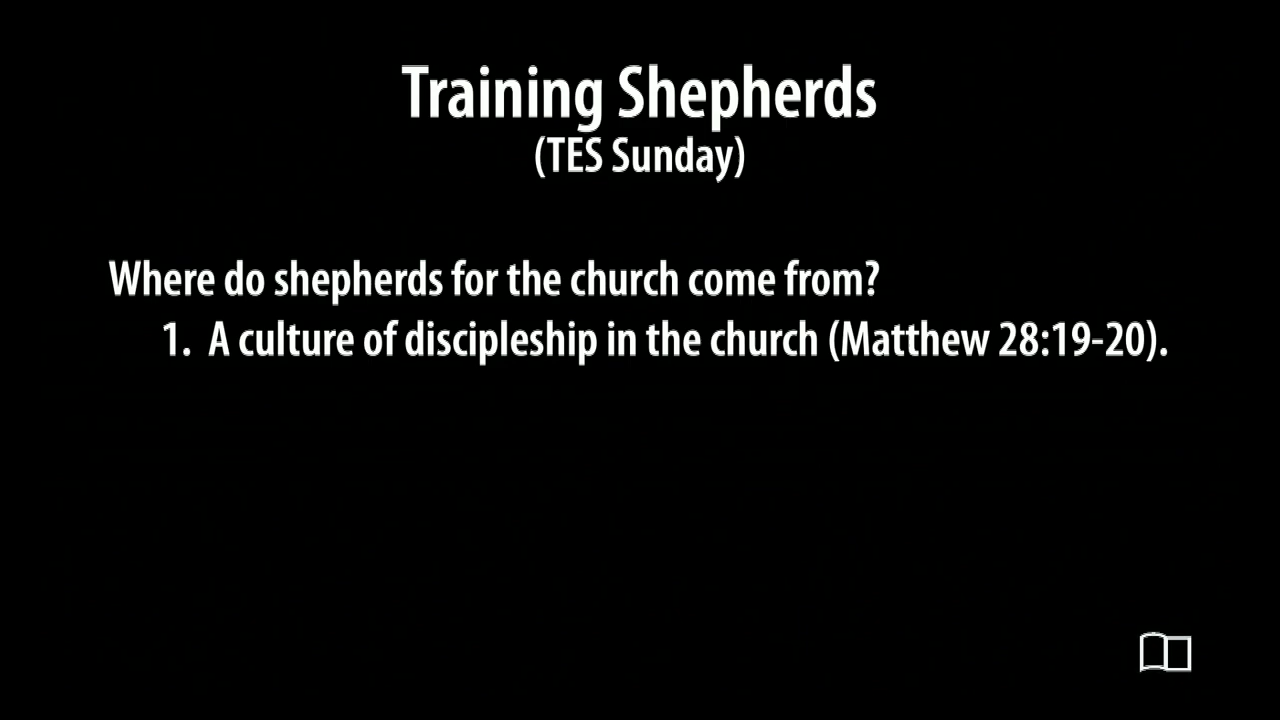 Training Shepherds
(TES Sunday)
Where do shepherds for the church come from?
1. A culture of discipleship in the church (Matthew 28:19-20).